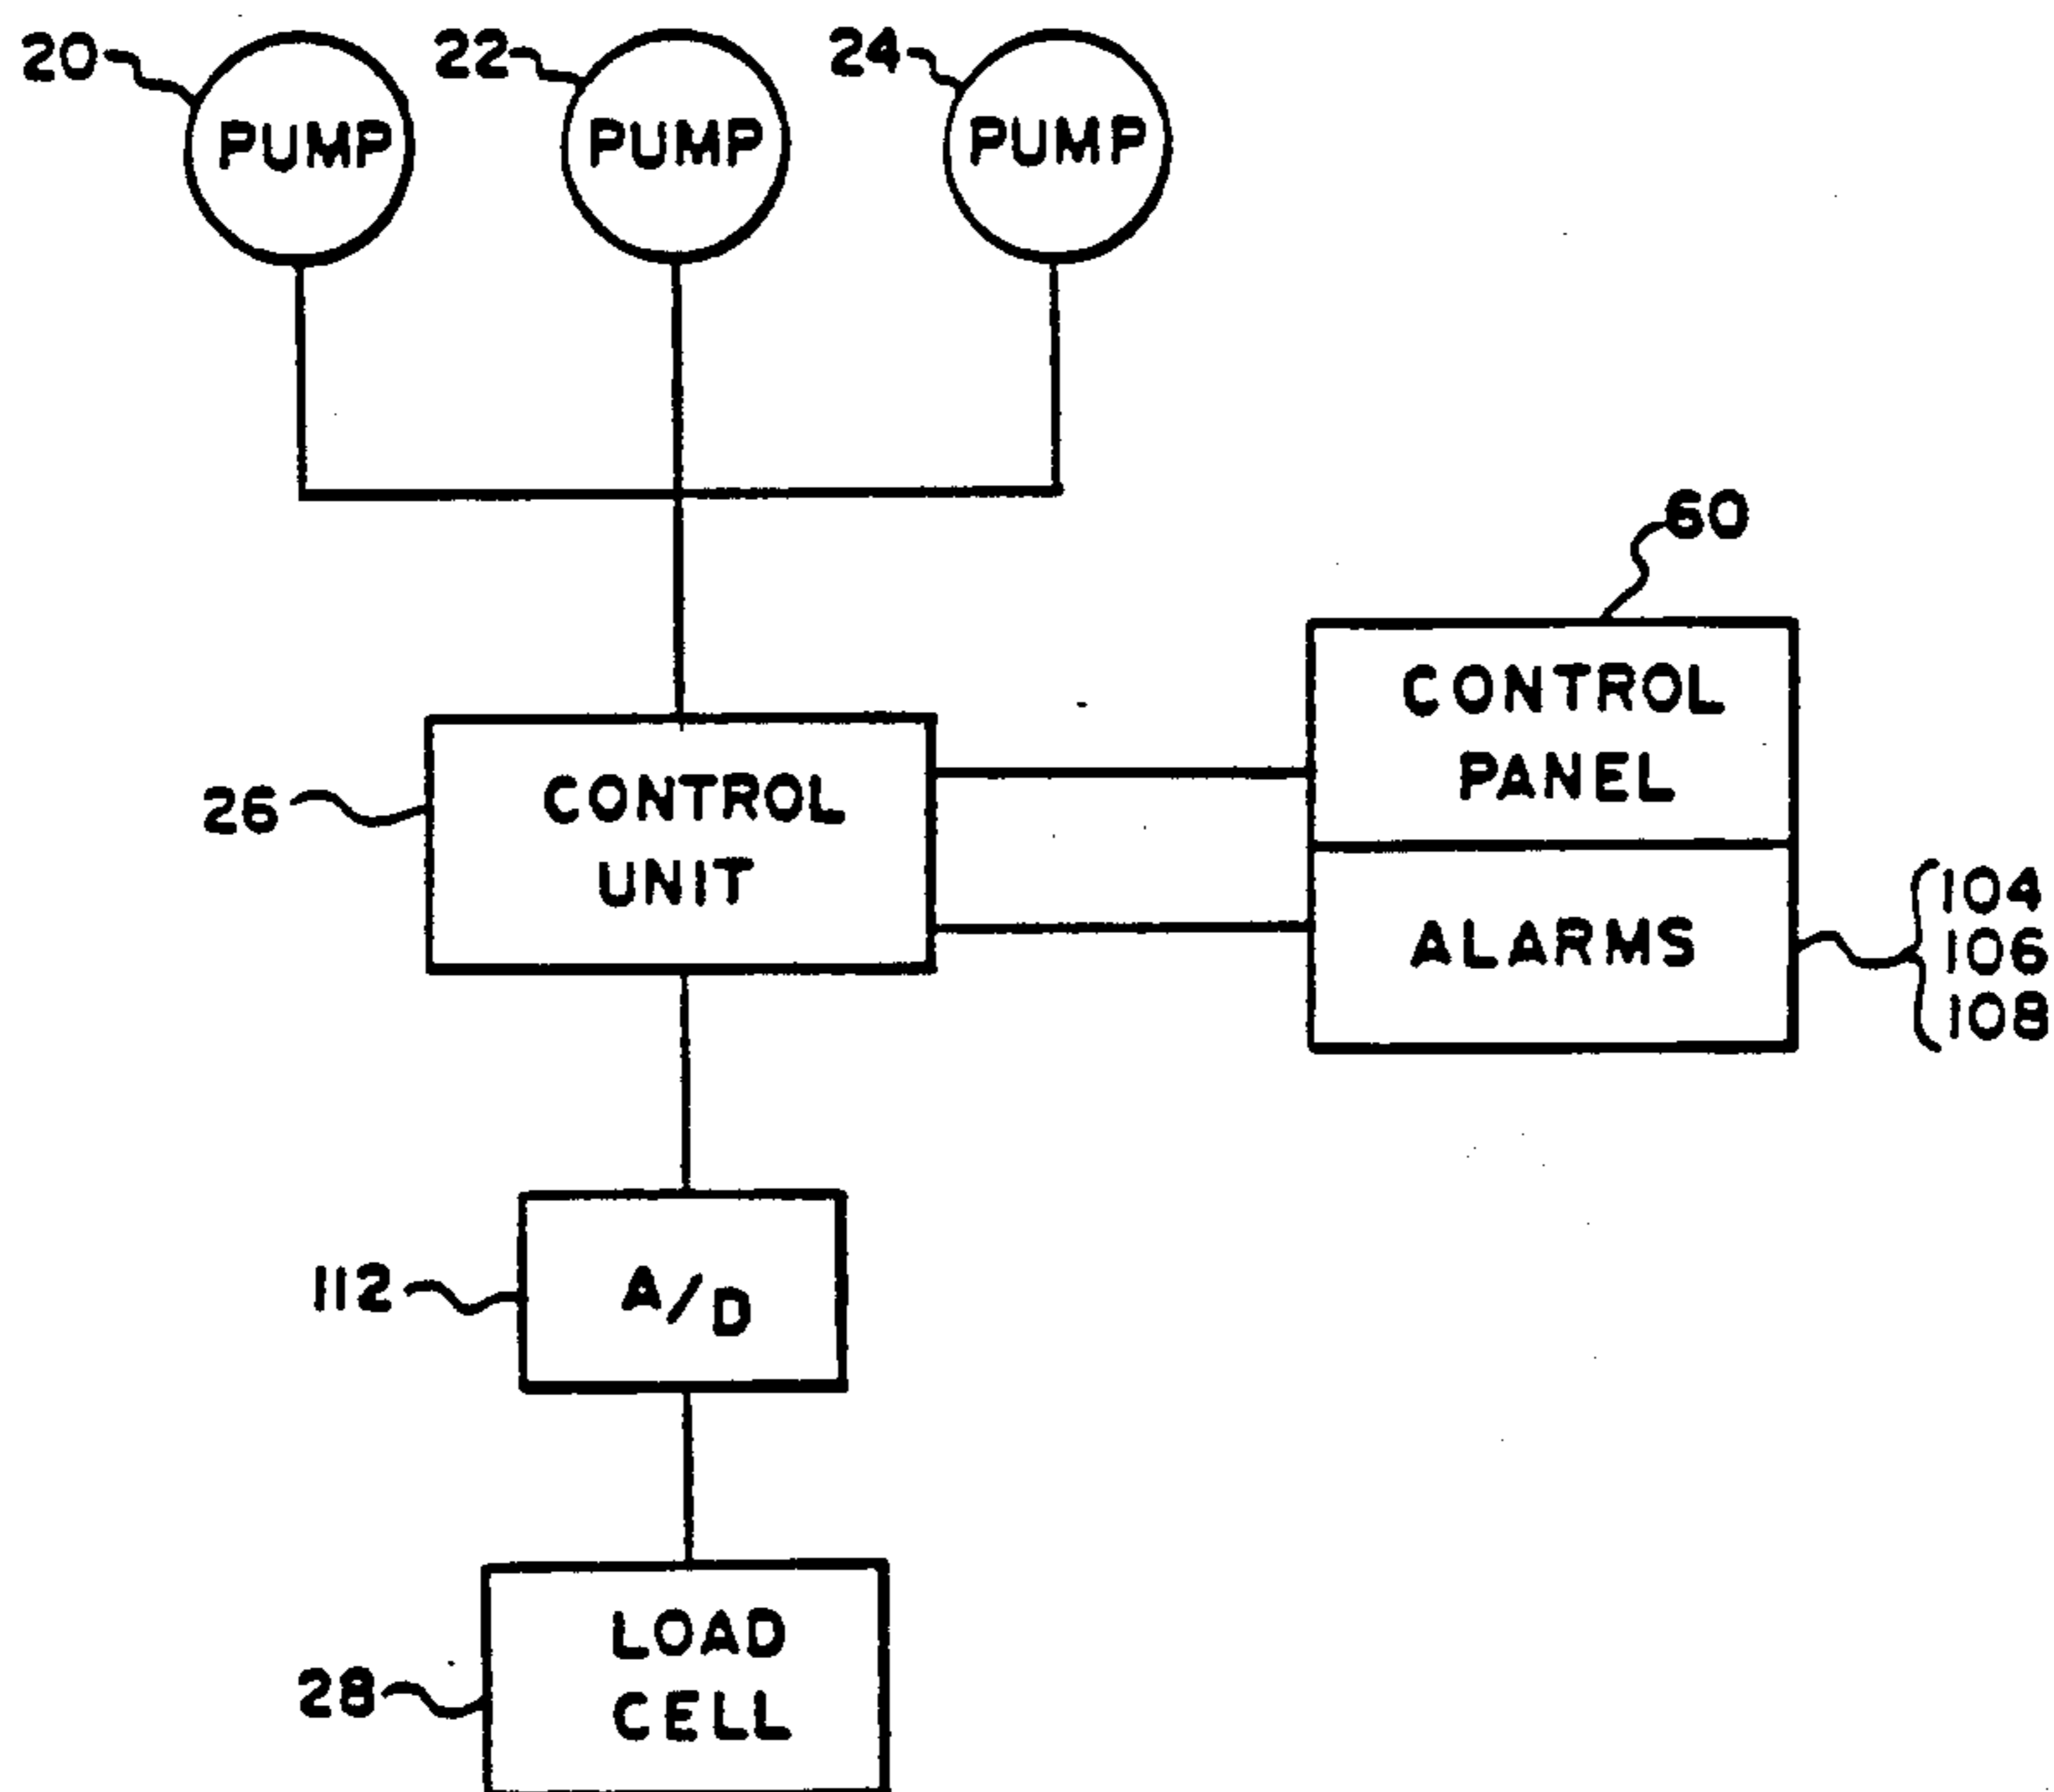 20
22
24
PUMP
PUMP
PUMP
60
CONTROL
PANEL
26
CONTROL
UNIT
ALARMS
104
106
108
112
A/D
28
LOAD
CELL